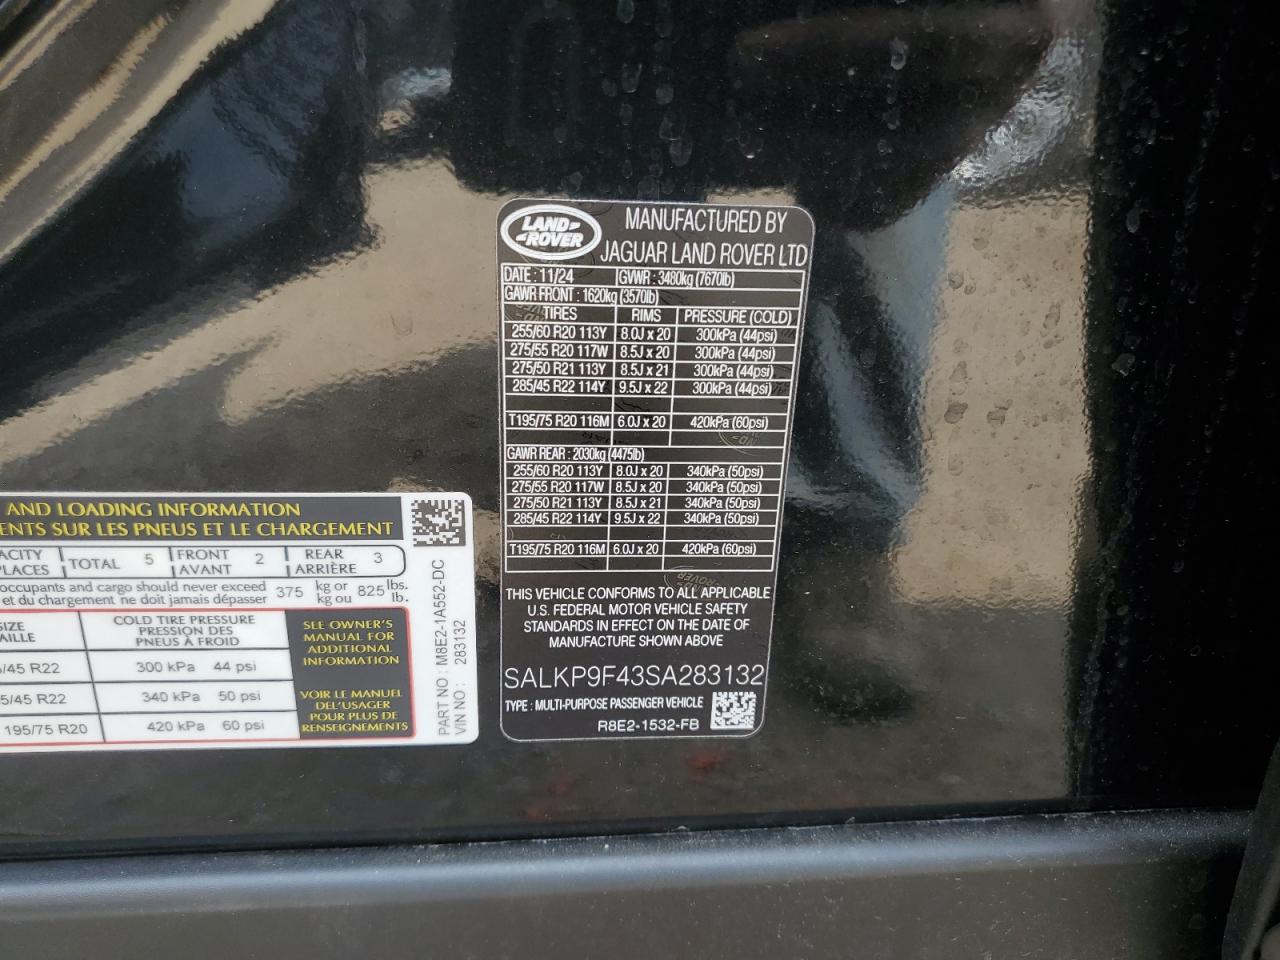 LAND ROVER
MANUFACTURED BY
JAGUAR LAND ROVER LTD
DATE : 11/24 GVWR : 3480kg (7670lb)
GAWR FRONT : 1620kg (3570lb)
TIRES RIMS PRESSURE (COLD)
255/60 R20 113Y 8.0J x 20 300kPa (44psi)
275/55 R20 117W 8.5J x 20 300kPa (44psi)
275/50 R21 113Y 8.5J x 21 300kPa (44psi)
285/45 R22 114Y 9.5J x 22 300kPa (44psi)
T195/75 R20 116M 6.0J x 20 420kPa (60psi)
GAWR REAR : 2030kg (4475lb)
255/60 R20 113Y 8.0J x 20 340kPa (50psi)
275/55 R20 117W 8.5J x 20 340kPa (50psi)
275/50 R21 113Y 8.5J x 21 340kPa (50psi)
285/45 R22 114Y 9.5J x 22 340kPa (50psi)
T195/75 R20 116M 6.0J x 20 420kPa (60psi)
THIS VEHICLE CONFORMS TO ALL APPLICABLE
U.S. FEDERAL MOTOR VEHICLE SAFETY
STANDARDS IN EFFECT ON THE DATE OF
MANUFACTURE SHOWN ABOVE
SALKP9F43SA283132
TYPE : MULTI-PURPOSE PASSENGER VEHICLE
R8E2-1532-FB
AND LOADING INFORMATION
ENTS SUR LES PNEUS ET LE CHARGEMENT
ACITY TOTAL 5 FRONT 2 REAR 3
PLACES AVANT ARRIÈRE
occupants and cargo should never exceed 375 kg or 825 lbs.
et du chargement ne doit jamais dépasser kg ou lb.
SIZE COLD TIRE PRESSURE
AILLE PRESSION DES
PNEUS À FROID
/45 R22 300 kPa 44 psi
5/45 R22 340 kPa 50 psi
195/75 R20 420 kPa 60 psi
SEE OWNER'S
MANUAL FOR
ADDITIONAL
INFORMATION
VOIR LE MANUEL
DEL'USAGER
POUR PLUS DE
RENSEIGNEMENTS
PART NO : M8E2-1A552-DC
VIN NO : 283132